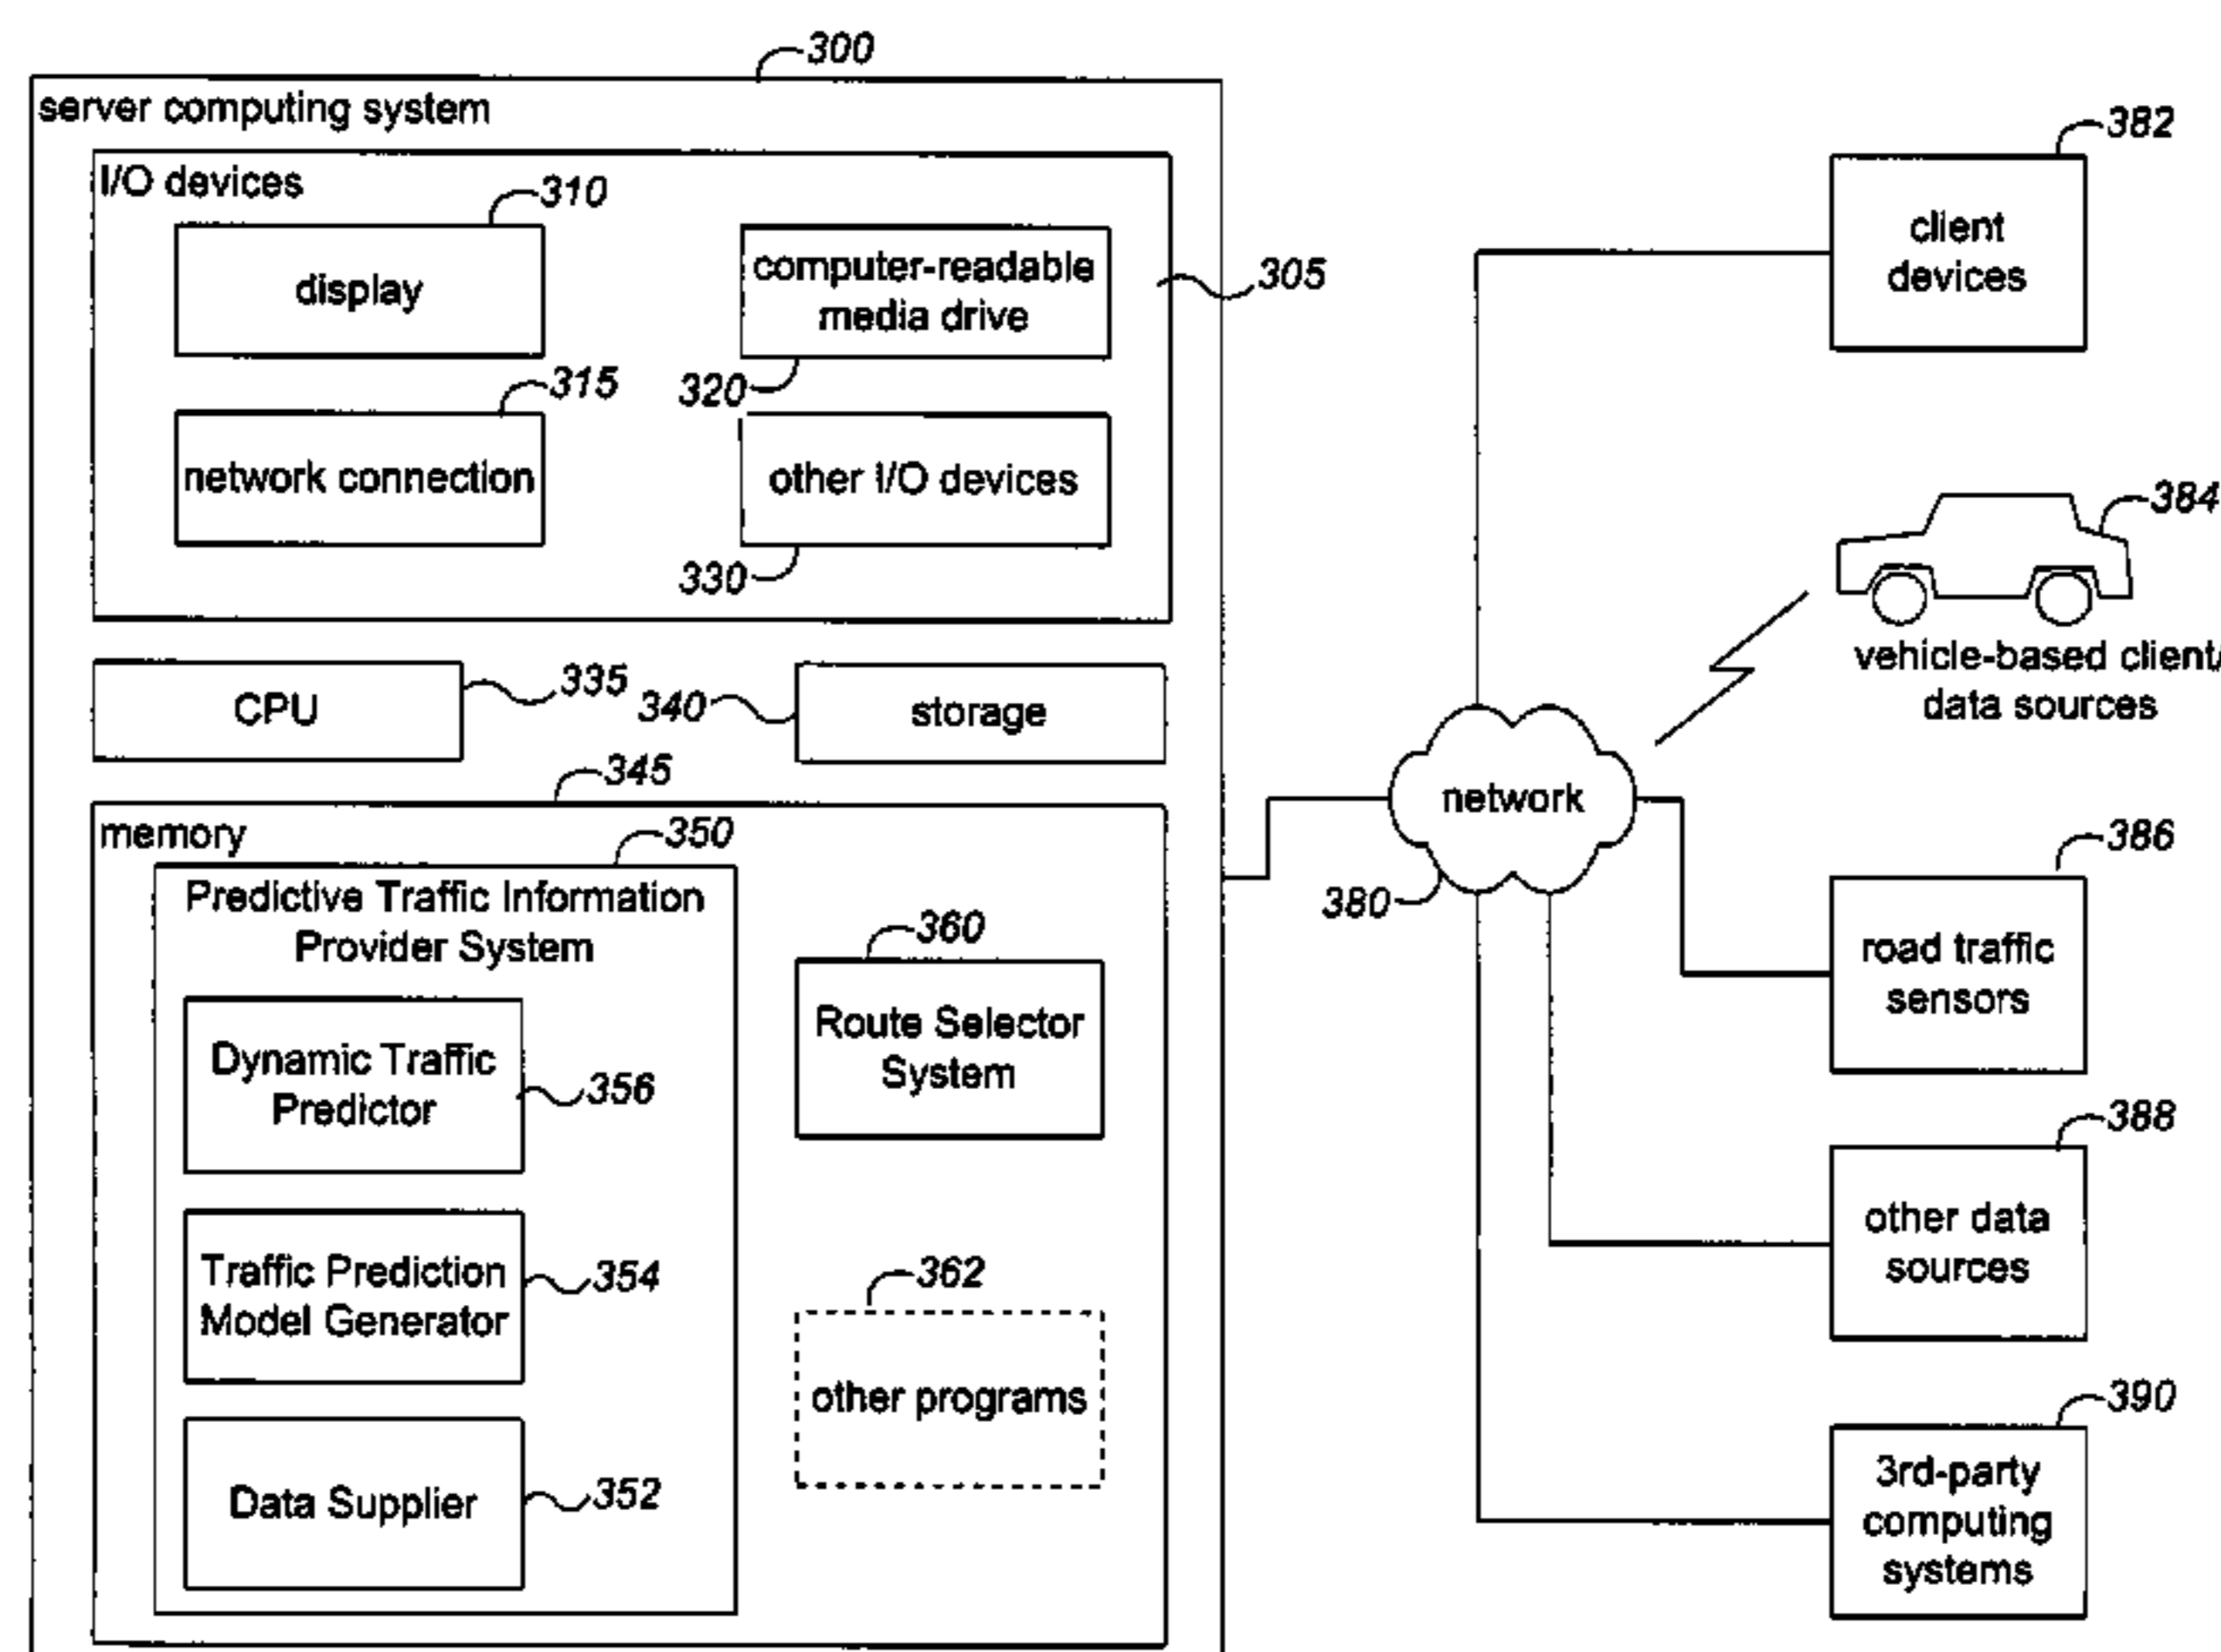 300
server computing system
I/O devices
310
display
computer-readable
media drive
305
320
315
network connection
other I/O devices
330
CPU
335
340
storage
345
memory
350
Predictive Traffic Information
Provider System
Dynamic Traffic
Predictor
356
Traffic Prediction
Model Generator
354
Data Supplier
352
360
Route Selector
System
362
other programs
network
380
382
client
devices
384
vehicle-based client/
data sources
386
road traffic
sensors
388
other data
sources
390
3rd-party
computing
systems